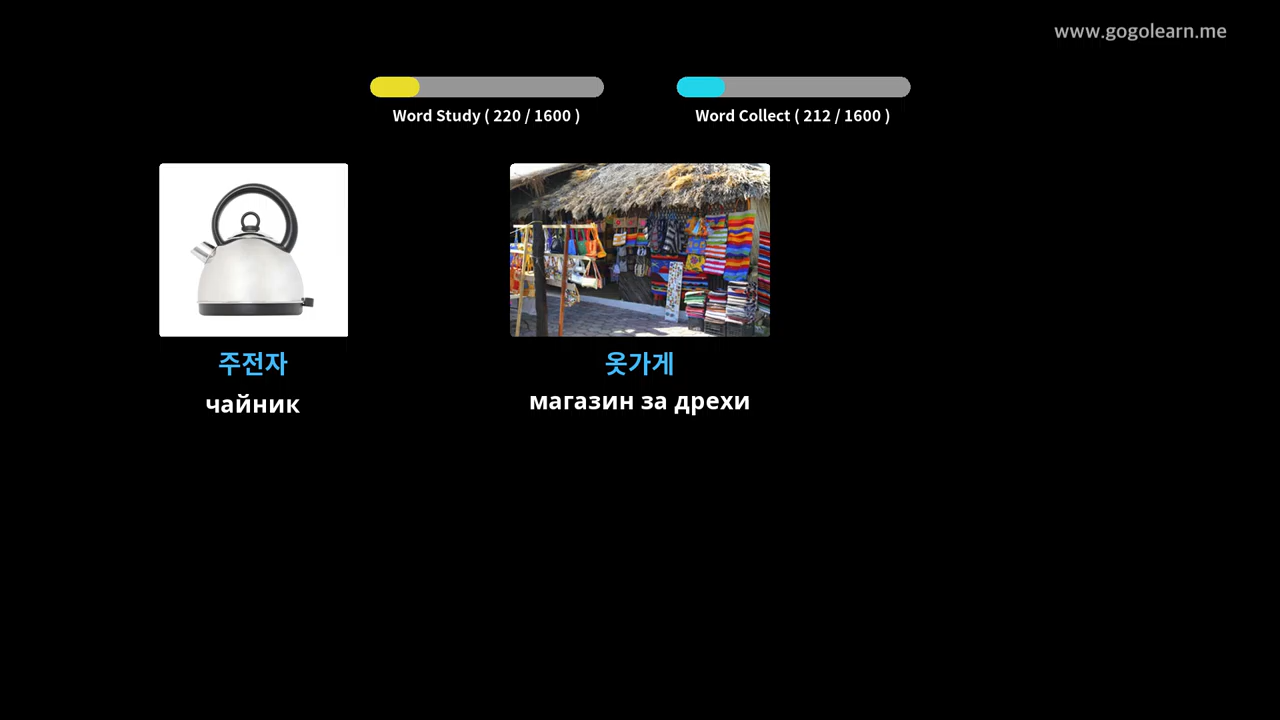 www.gogolearn.me
Word Study ( 220 / 1600 )
Word Collect ( 212 / 1600 )
주전자
чайник
옷가게
магазин за дрехи